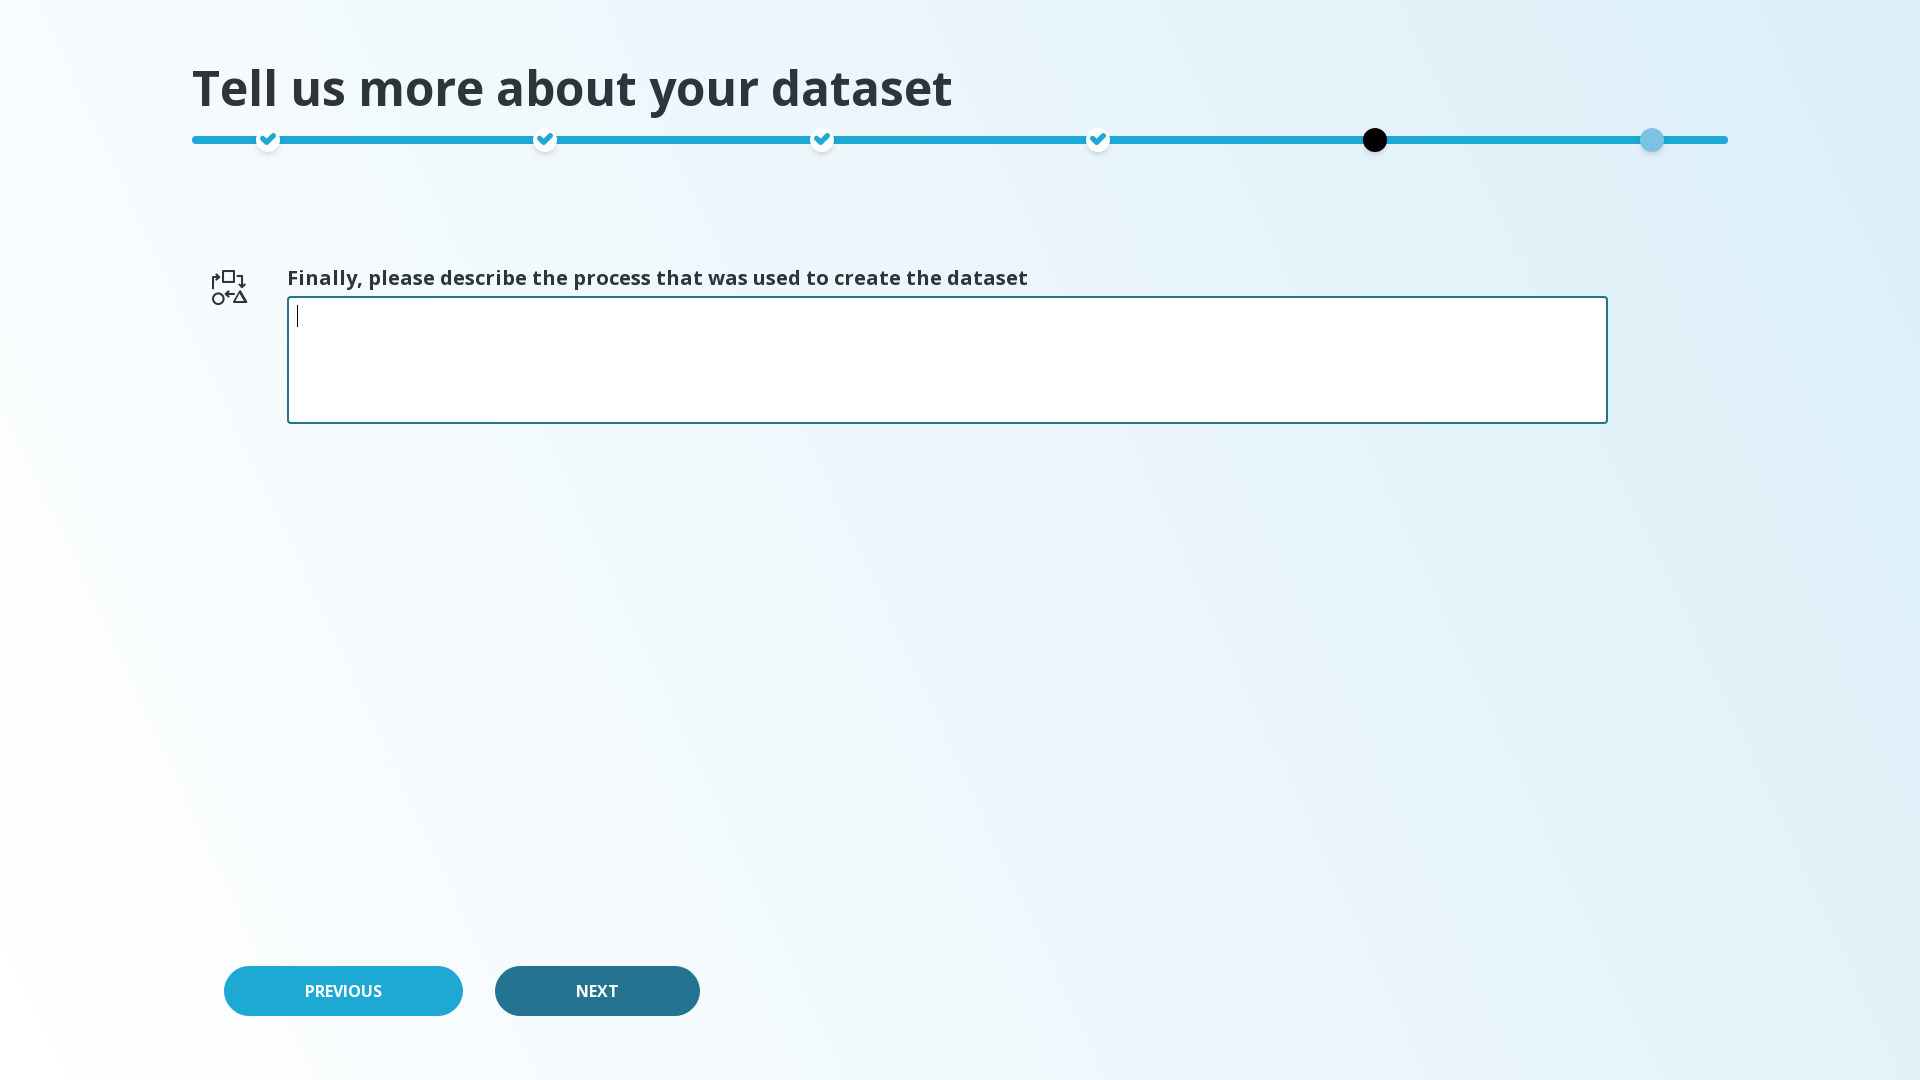 Tell us more about your dataset
Finally, please describe the process that was used to create the dataset
PREVIOUS
NEXT